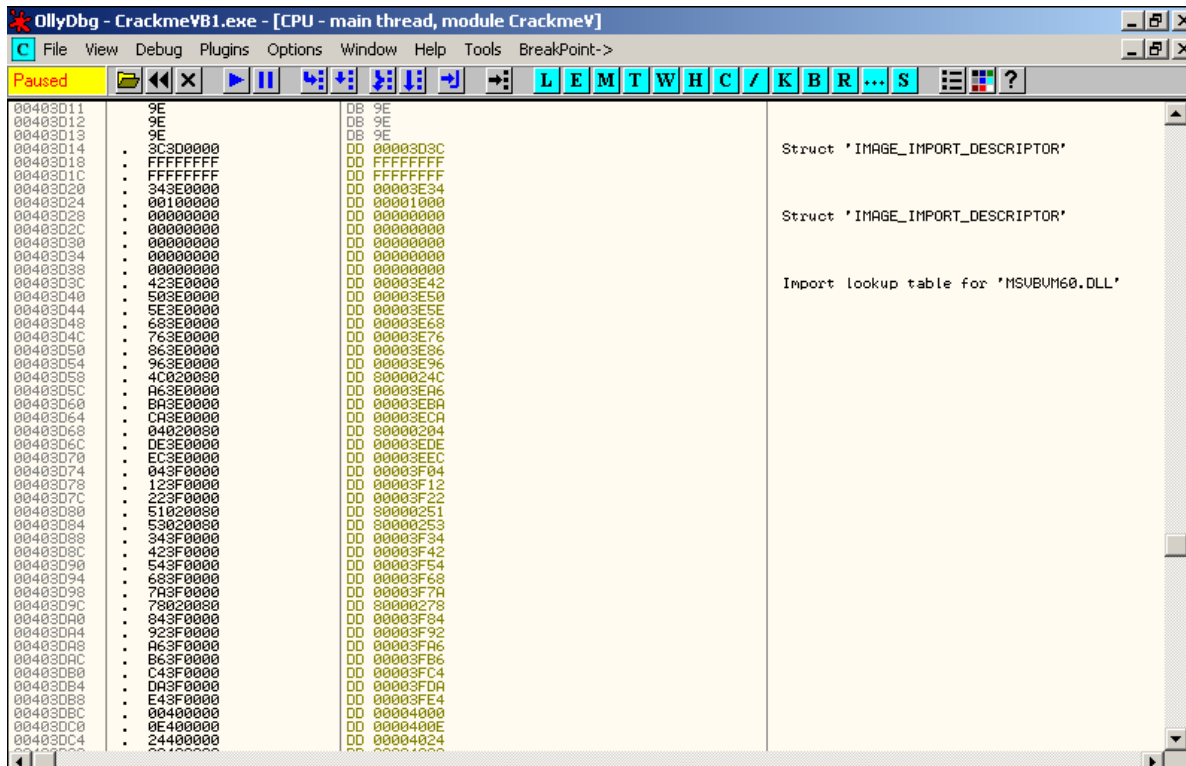 OllyDbg - CrackmeVB1.exe - [CPU - main thread, module CrackmeV]
C File View Debug Plugins Options Window Help Tools BreakPoint->
Paused L E M T W H C / K B R ... S ?
00403D11 9E DB 9E
00403D12 9E DB 9E
00403D13 9E DB 9E
00403D14 . 3C3D0000 DD 00003D3C Struct 'IMAGE_IMPORT_DESCRIPTOR'
00403D18 . FFFFFFFF DD FFFFFFFF
00403D1C . FFFFFFFF DD FFFFFFFF
00403D20 . 343E0000 DD 00003E34
00403D24 . 00100000 DD 00001000
00403D28 . 00000000 DD 00000000 Struct 'IMAGE_IMPORT_DESCRIPTOR'
00403D2C . 00000000 DD 00000000
00403D30 . 00000000 DD 00000000
00403D34 . 00000000 DD 00000000
00403D38 . 00000000 DD 00000000
00403D3C . 423E0000 DD 00003E42 Import lookup table for 'MSVBVM60.DLL'
00403D40 . 503E0000 DD 00003E50
00403D44 . 5E3E0000 DD 00003E5E
00403D48 . 683E0000 DD 00003E68
00403D4C . 763E0000 DD 00003E76
00403D50 . 863E0000 DD 00003E86
00403D54 . 963E0000 DD 00003E96
00403D58 . 4C020080 DD 8000024C
00403D5C . A63E0000 DD 00003EA6
00403D60 . BA3E0000 DD 00003EBA
00403D64 . CA3E0000 DD 00003ECA
00403D68 . 04020080 DD 80000204
00403D6C . DE3E0000 DD 00003EDE
00403D70 . EC3E0000 DD 00003EEC
00403D74 . 043F0000 DD 00003F04
00403D78 . 123F0000 DD 00003F12
00403D7C . 223F0000 DD 00003F22
00403D80 . 51020080 DD 80000251
00403D84 . 53020080 DD 80000253
00403D88 . 343F0000 DD 00003F34
00403D8C . 423F0000 DD 00003F42
00403D90 . 543F0000 DD 00003F54
00403D94 . 683F0000 DD 00003F68
00403D98 . 7A3F0000 DD 00003F7A
00403D9C . 78020080 DD 80000278
00403DA0 . 843F0000 DD 00003F84
00403DA4 . 923F0000 DD 00003F92
00403DA8 . A63F0000 DD 00003FA6
00403DAC . B63F0000 DD 00003FB6
00403DB0 . C43F0000 DD 00003FC4
00403DB4 . DA3F0000 DD 00003FDA
00403DB8 . E43F0000 DD 00003FE4
00403DBC . 00400000 DD 00004000
00403DC0 . 0E400000 DD 0000400E
00403DC4 . 24400000 DD 00004024